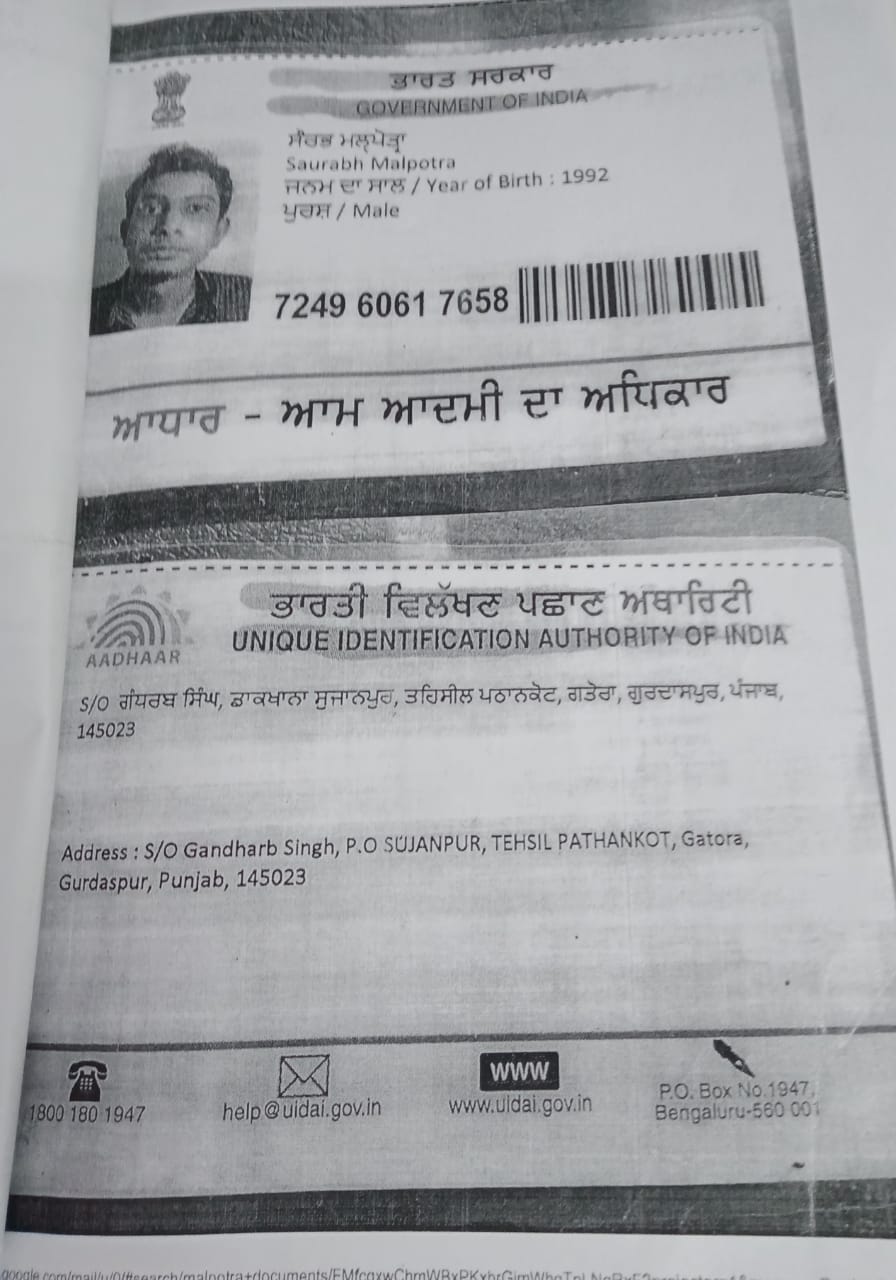 ਭਾਰਤ ਸਰਕਾਰ
GOVERNMENT OF INDIA
ਸੌਰਭ ਮਲ੍ਪੋਤ੍ਰਾ
Saurabh Malpotra
ਜਨਮ ਦਾ ਸਾਲ / Year of Birth : 1992
ਪੁਰਸ਼ / Male
7249 6061 7658
ਆਧਾਰ - ਆਮ ਆਦਮੀ ਦਾ ਅਧਿਕਾਰ
ਭਾਰਤੀ ਵਿਲੱਖਣ ਪਛਾਣ ਅਥਾਰਿਟੀ
UNIQUE IDENTIFICATION AUTHORITY OF INDIA
AADHAAR
S/O ਗੰਧਰਬ ਸਿੰਘ, ਡਾਕਖਾਨਾ ਸੁਜਾਨਪੁਰ, ਤਹਿਸੀਲ ਪਠਾਨਕੋਟ, ਗਤੋਰਾ, ਗੁਰਦਾਸਪੁਰ, ਪੰਜਾਬ,
145023
Address : S/O Gandharb Singh, P.O SUJANPUR, TEHSIL PATHANKOT, Gatora,
Gurdaspur, Punjab, 145023
1800 180 1947
help@uidai.gov.in
www
www.uidai.gov.in
P.O. Box No.1947,
Bengaluru-560 001